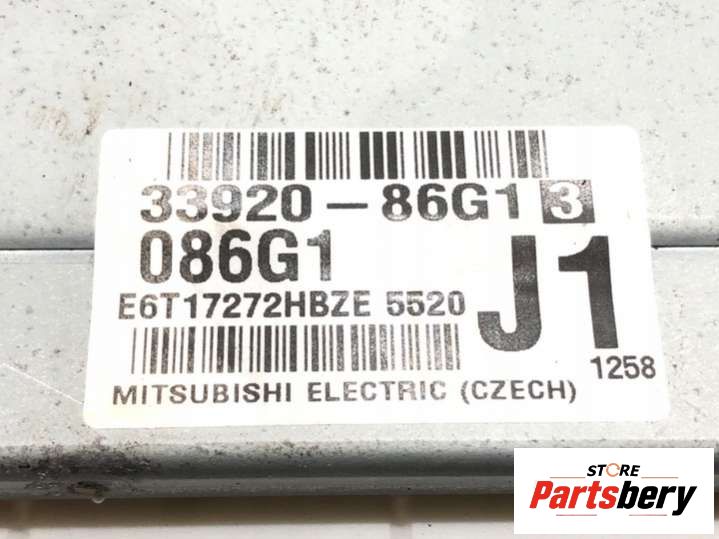 33920-86G1 3
086G1
J1
E6T17272HBZE 5520
1258
MITSUBISHI ELECTRIC (CZECH)
STORE
Partsbery